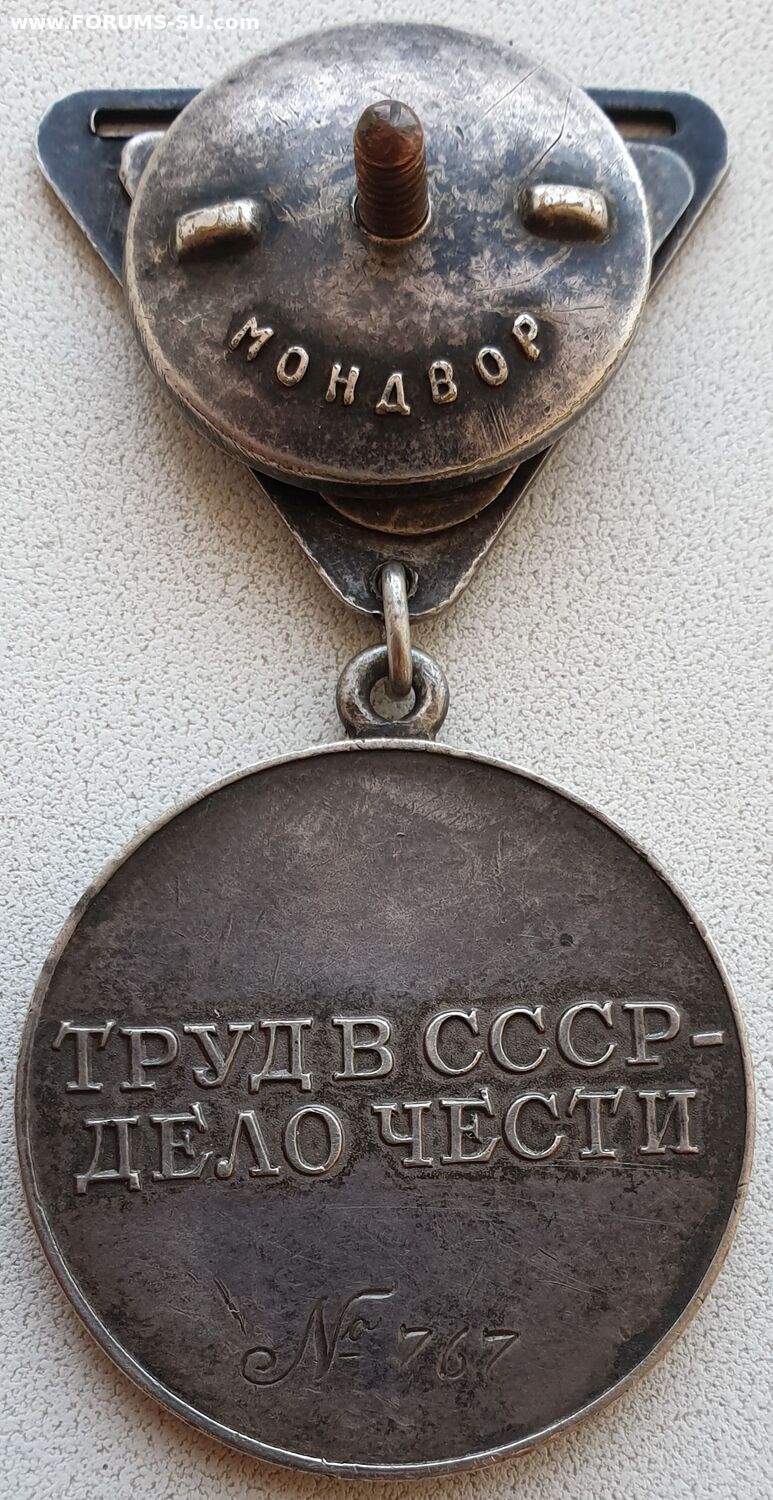 www.FORUMS-SU.com
МОНДВОР
ТРУД В СССР-
ДЕЛО ЧЕСТИ
№ 767